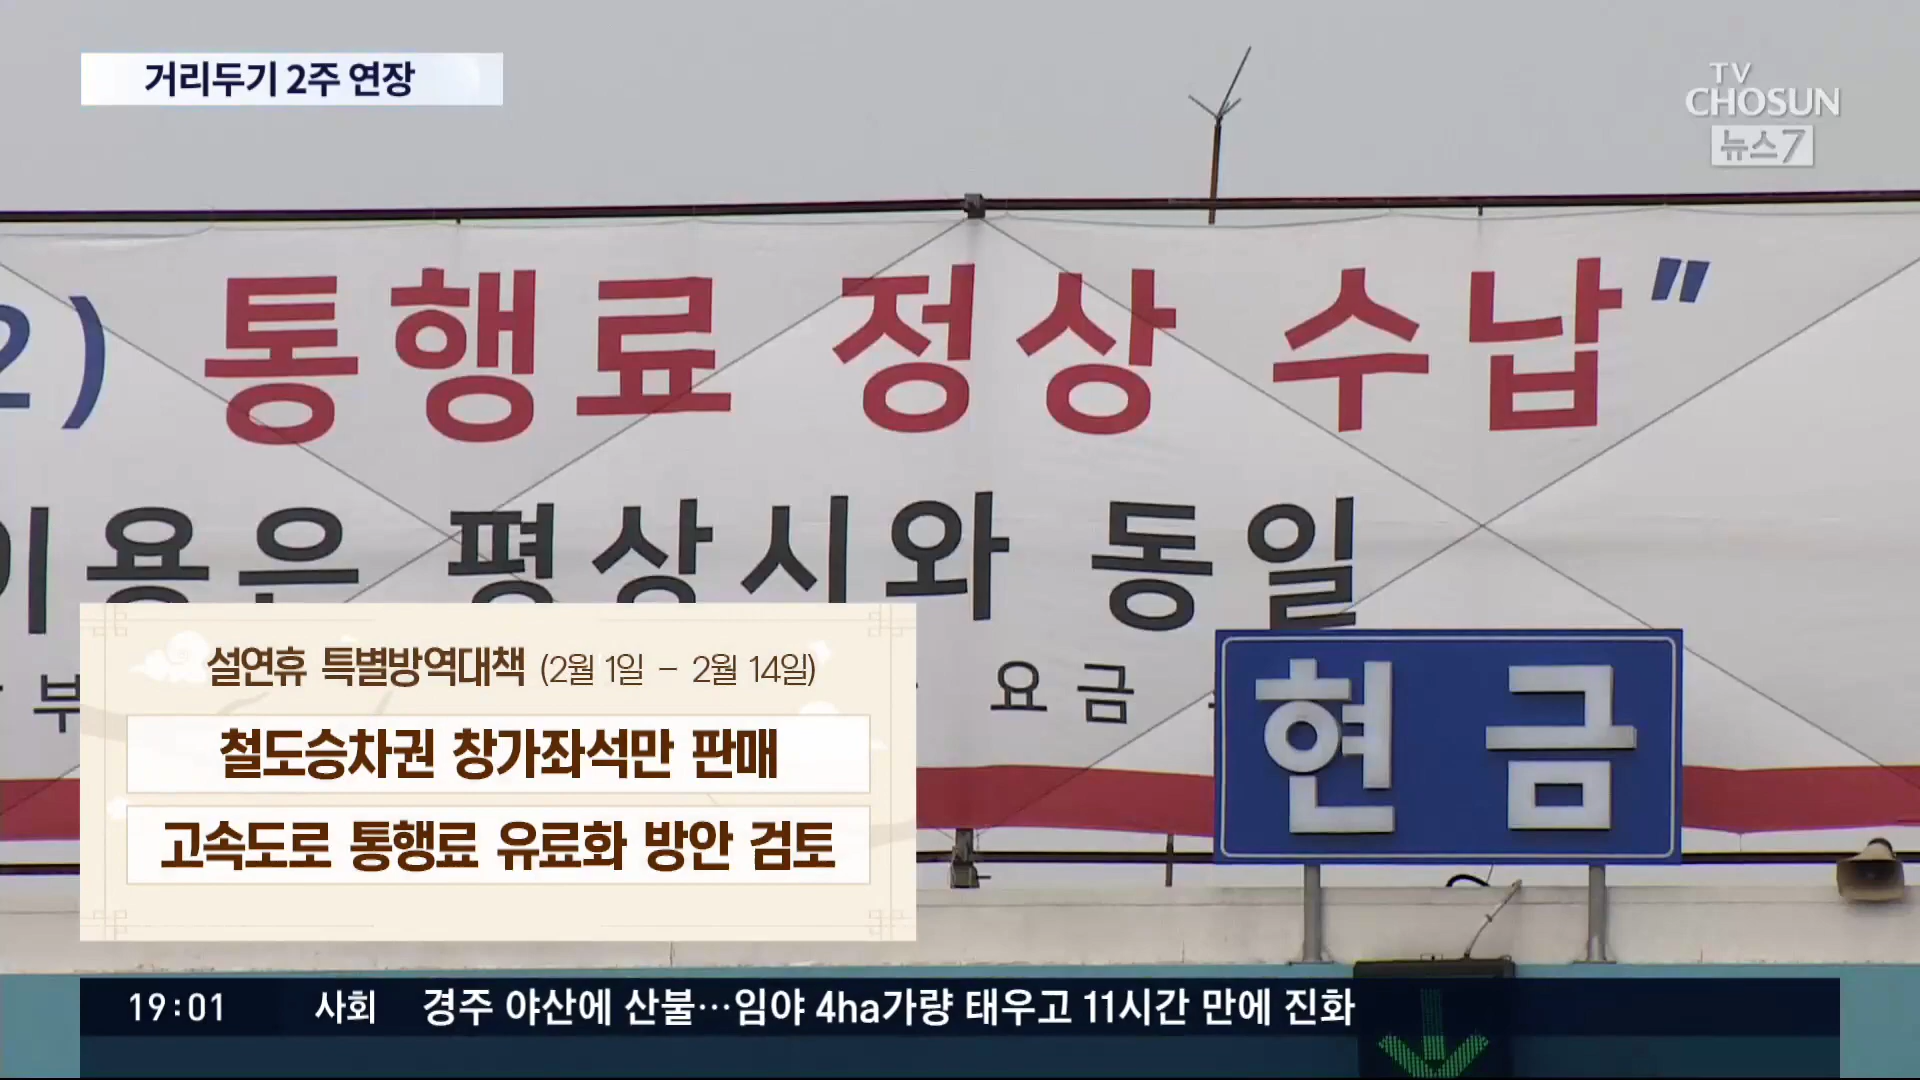 거리두기 2주 연장
TV
CHOSUN
뉴스7
2) 통행료 정상 수납"
이용은 평상시와 동일
부
요금
현금
설연휴 특별방역대책 (2월 1일 - 2월 14일)
철도승차권 창가좌석만 판매
고속도로 통행료 유료화 방안 검토
19:01 사회 경주 야산에 산불…임야 4ha가량 태우고 11시간 만에 진화